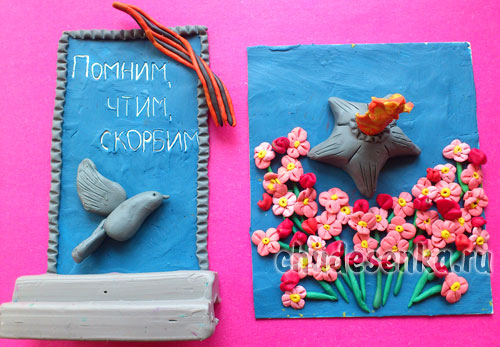 Помним,
чтим,
скорбим
chudesenka.ru